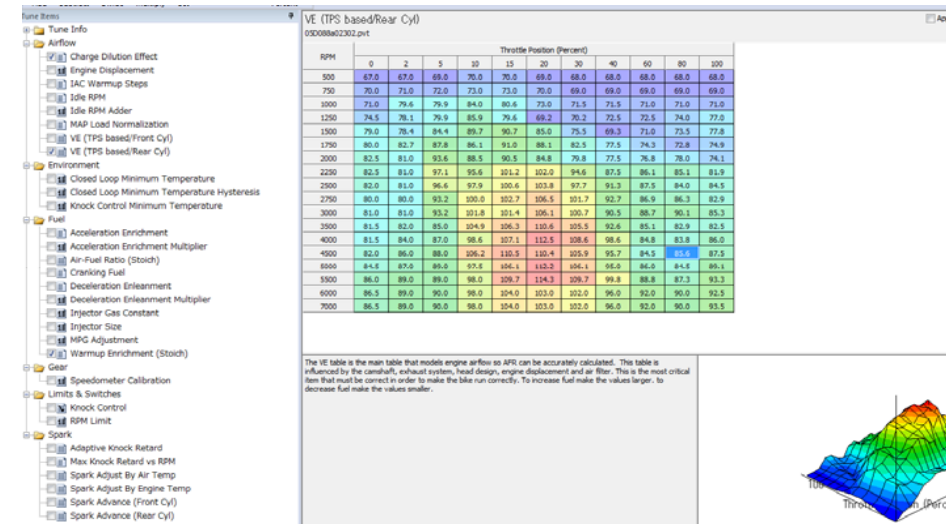 Tune Items
Tune Info
Airflow
Charge Dilution Effect
Engine Displacement
IAC Warmup Steps
Idle RPM
Idle RPM Adder
MAP Load Normalization
VE (TPS based/Front Cyl)
VE (TPS based/Rear Cyl)
Environment
Closed Loop Minimum Temperature
Closed Loop Minimum Temperature Hysteresis
Knock Control Minimum Temperature
Fuel
Acceleration Enrichment
Acceleration Enrichment Multiplier
Air-Fuel Ratio (Stoich)
Cranking Fuel
Deceleration Enleanment
Deceleration Enleanment Multiplier
Injector Gas Constant
Injector Size
MPG Adjustment
Warmup Enrichment (Stoich)
Gear
Speedometer Calibration
Limits & Switches
Knock Control
RPM Limit
Spark
Adaptive Knock Retard
Max Knock Retard vs RPM
Spark Adjust By Air Temp
Spark Adjust By Engine Temp
Spark Advance (Front Cyl)
Spark Advance (Rear Cyl)
VE (TPS based/Rear Cyl)
05D088a02302.pvt
Throttle Position (Percent)
RPM 0 2 5 10 15 20 30 40 60 80 100
500 67.0 67.0 69.0 70.0 70.0 69.0 68.0 68.0 68.0 68.0 68.0
750 70.0 71.0 72.0 73.0 73.0 70.0 69.0 69.0 69.0 69.0 69.0
1000 71.0 79.6 79.9 84.0 80.6 73.0 71.5 71.5 71.0 71.0 71.0
1250 74.5 78.1 79.9 85.9 79.6 69.2 70.2 72.5 72.5 74.0 77.0
1500 79.0 78.4 84.4 89.7 90.7 85.0 75.5 69.3 71.0 73.5 77.8
1750 80.0 82.7 87.8 86.1 91.0 88.1 82.5 77.5 74.3 72.8 74.9
2000 82.5 81.0 93.6 88.5 90.5 84.8 79.8 77.5 76.8 78.0 74.1
2250 82.5 81.0 97.1 95.6 101.2 102.0 94.6 87.5 86.1 85.1 81.9
2500 82.0 81.0 96.6 97.9 100.6 103.8 97.7 91.3 87.5 84.0 84.5
2750 80.0 80.0 93.2 100.0 102.7 106.5 101.7 92.7 86.9 86.3 82.9
3000 81.0 81.0 93.2 101.8 101.4 106.1 100.7 90.5 88.7 90.1 85.3
3500 81.5 82.0 85.0 104.9 106.3 110.6 105.5 92.6 85.1 82.9 82.5
4000 81.5 84.0 87.0 98.6 107.1 112.5 108.6 98.6 84.8 83.8 86.0
4500 82.0 86.0 88.0 106.2 110.5 110.4 105.9 95.7 84.5 85.6 87.5
5000 84.5 87.0 89.0 97.5 106.1 112.2 106.1 95.0 86.0 84.5 89.1
5500 86.0 89.0 89.0 98.0 109.7 114.3 109.7 99.8 88.8 87.3 93.3
6000 86.5 89.0 90.0 98.0 104.0 103.0 102.0 96.0 92.0 90.0 92.5
7000 86.5 89.0 90.0 98.0 104.0 103.0 102.0 96.0 92.0 90.0 93.5
The VE table is the main table that models engine airflow so AFR can be accurately calculated. This table is
influenced by the camshaft, exhaust system, head design, engine displacement and air filter. This is the most critical
item that must be correct in order to make the bike run correctly. To increase fuel make the values larger. to
decrease fuel make the values smaller.